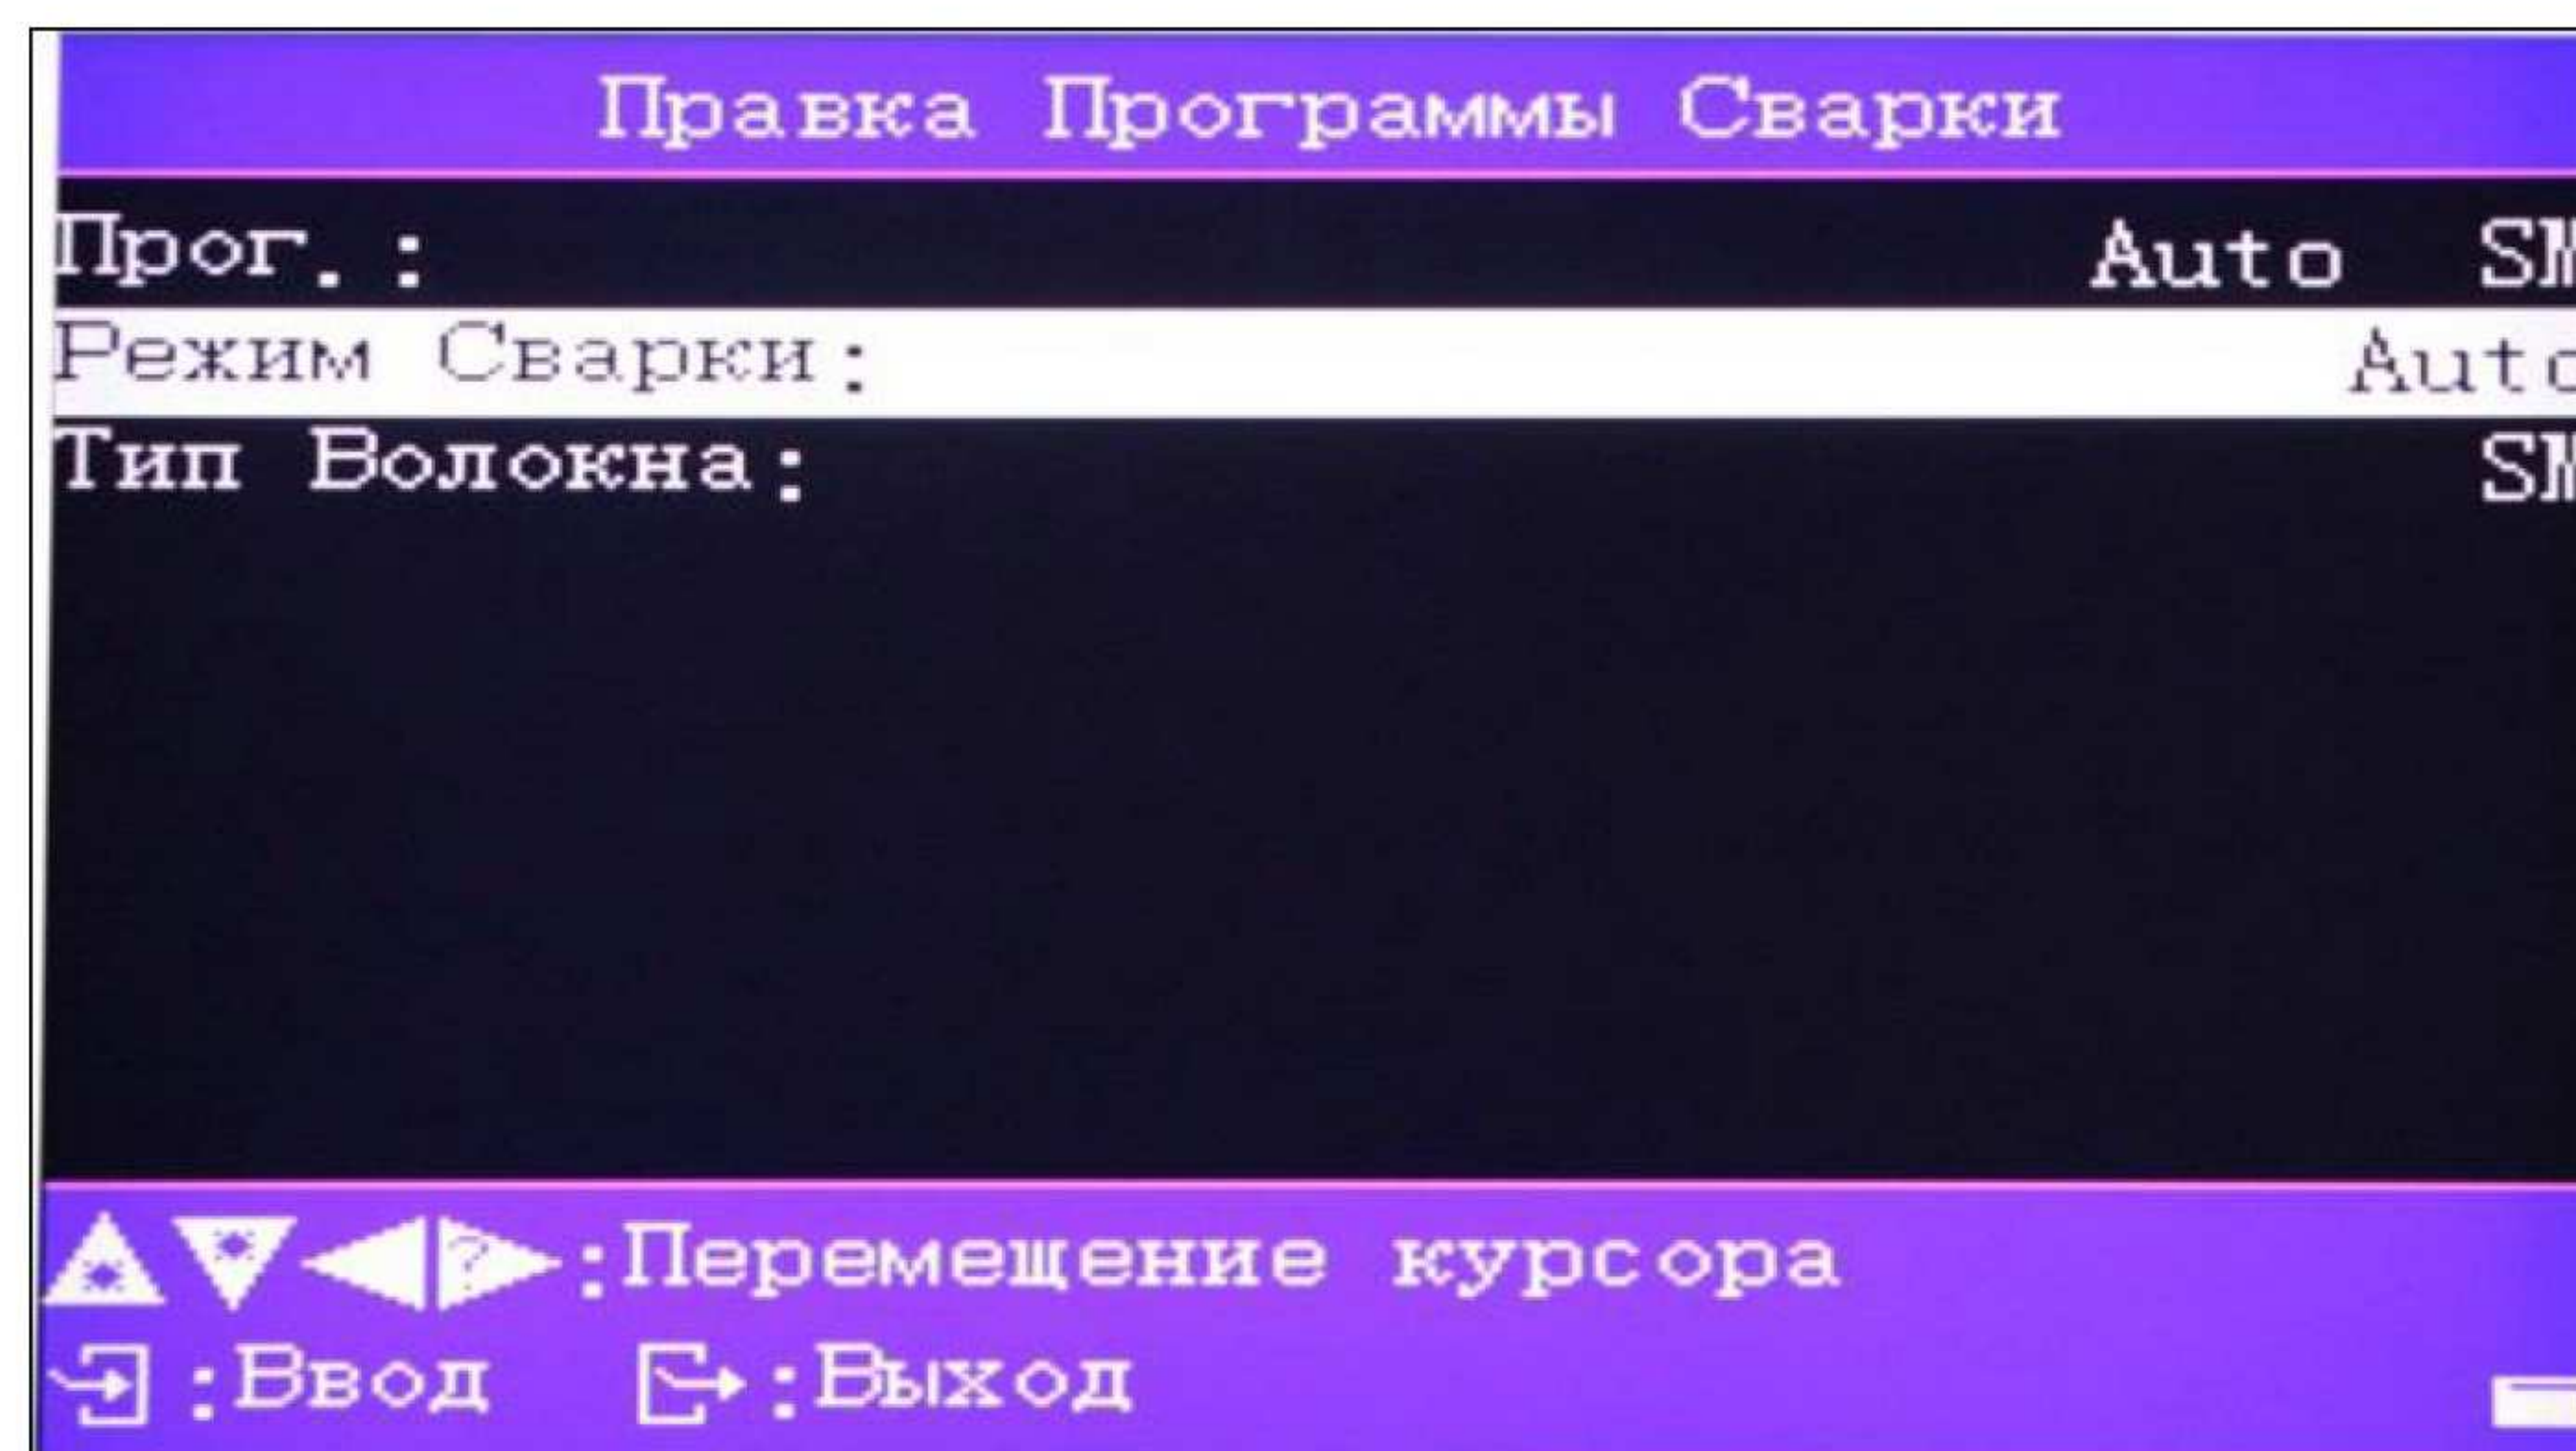 Правка Программы Сварки
Прог.: Auto
Режим Сварки:
Тип Волокна:
:Перемещение курсора
:Ввод :Выход